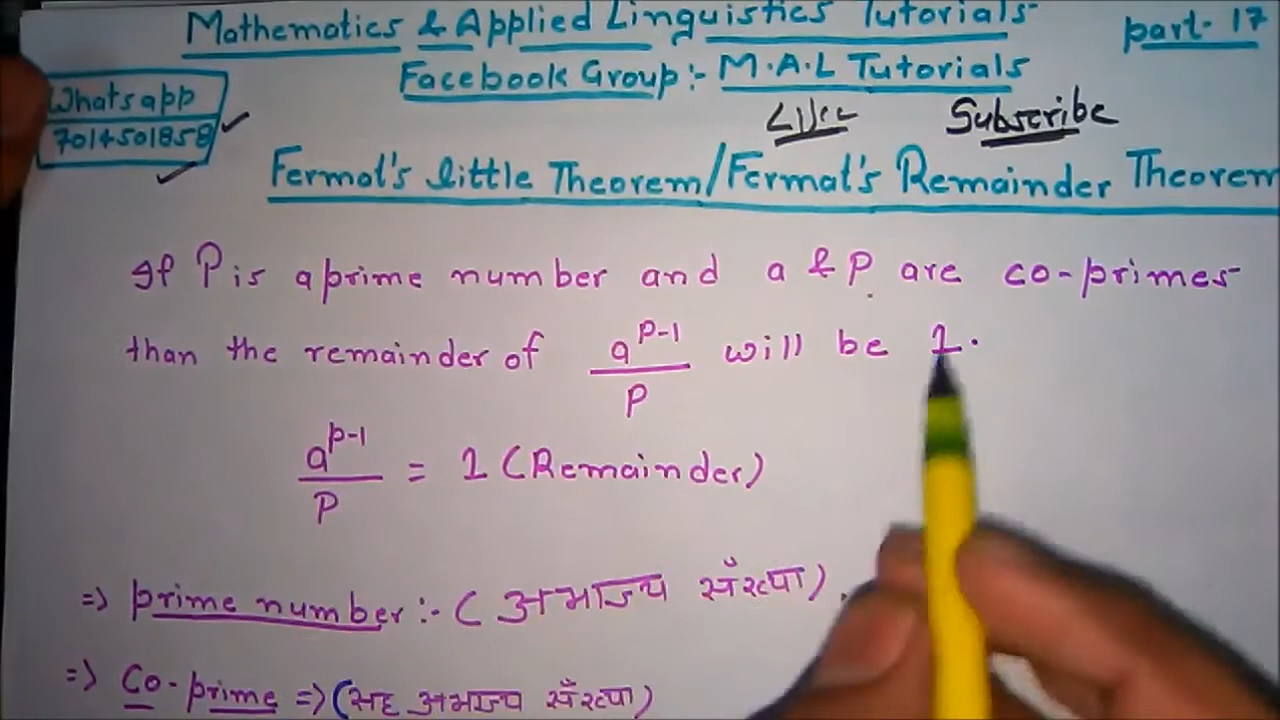 Mathematics & Applied Linguistics Tutorials
part-17
Facebook Group:- M.A.L Tutorials
Whatsapp
7014501858
Like Subscribe
Fermat's little Theorem/Fermat's Remainder Theorem
If P is a prime number and a & P are co-primes
than the remainder of a^{P-1}/P will be 1.
a^{P-1}/P = 1 (Remainder)
=> prime number:- (अभाज्य सँख्या)
=> Co-prime => (सह अभाज्य सँख्या)